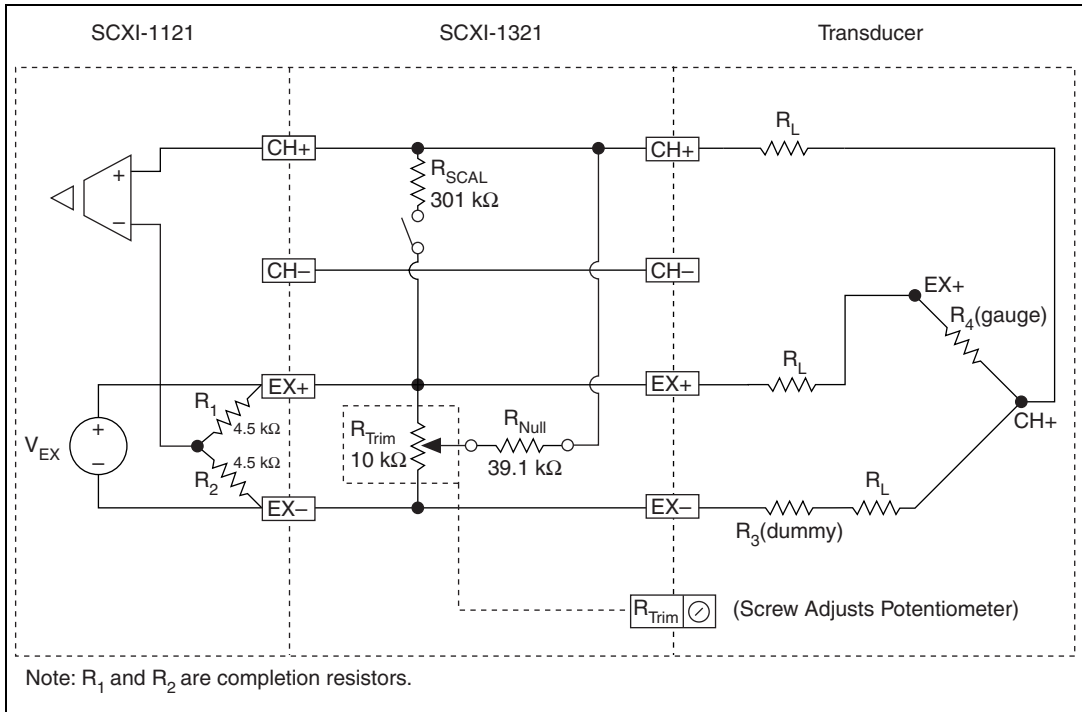 SCXI-1121
SCXI-1321
Transducer
CH+
CH+
R_L
+
−
R_SCAL
301 kΩ
CH−
CH−
EX+
R_4(gauge)
EX+
EX+
R_L
CH+
R_1
4.5 kΩ
V_EX
+
−
4.5 kΩ
R_2
R_Trim
10 kΩ
R_Null
39.1 kΩ
EX−
EX−
R_L
R_3(dummy)
R_Trim
(Screw Adjusts Potentiometer)
Note: R_1 and R_2 are completion resistors.